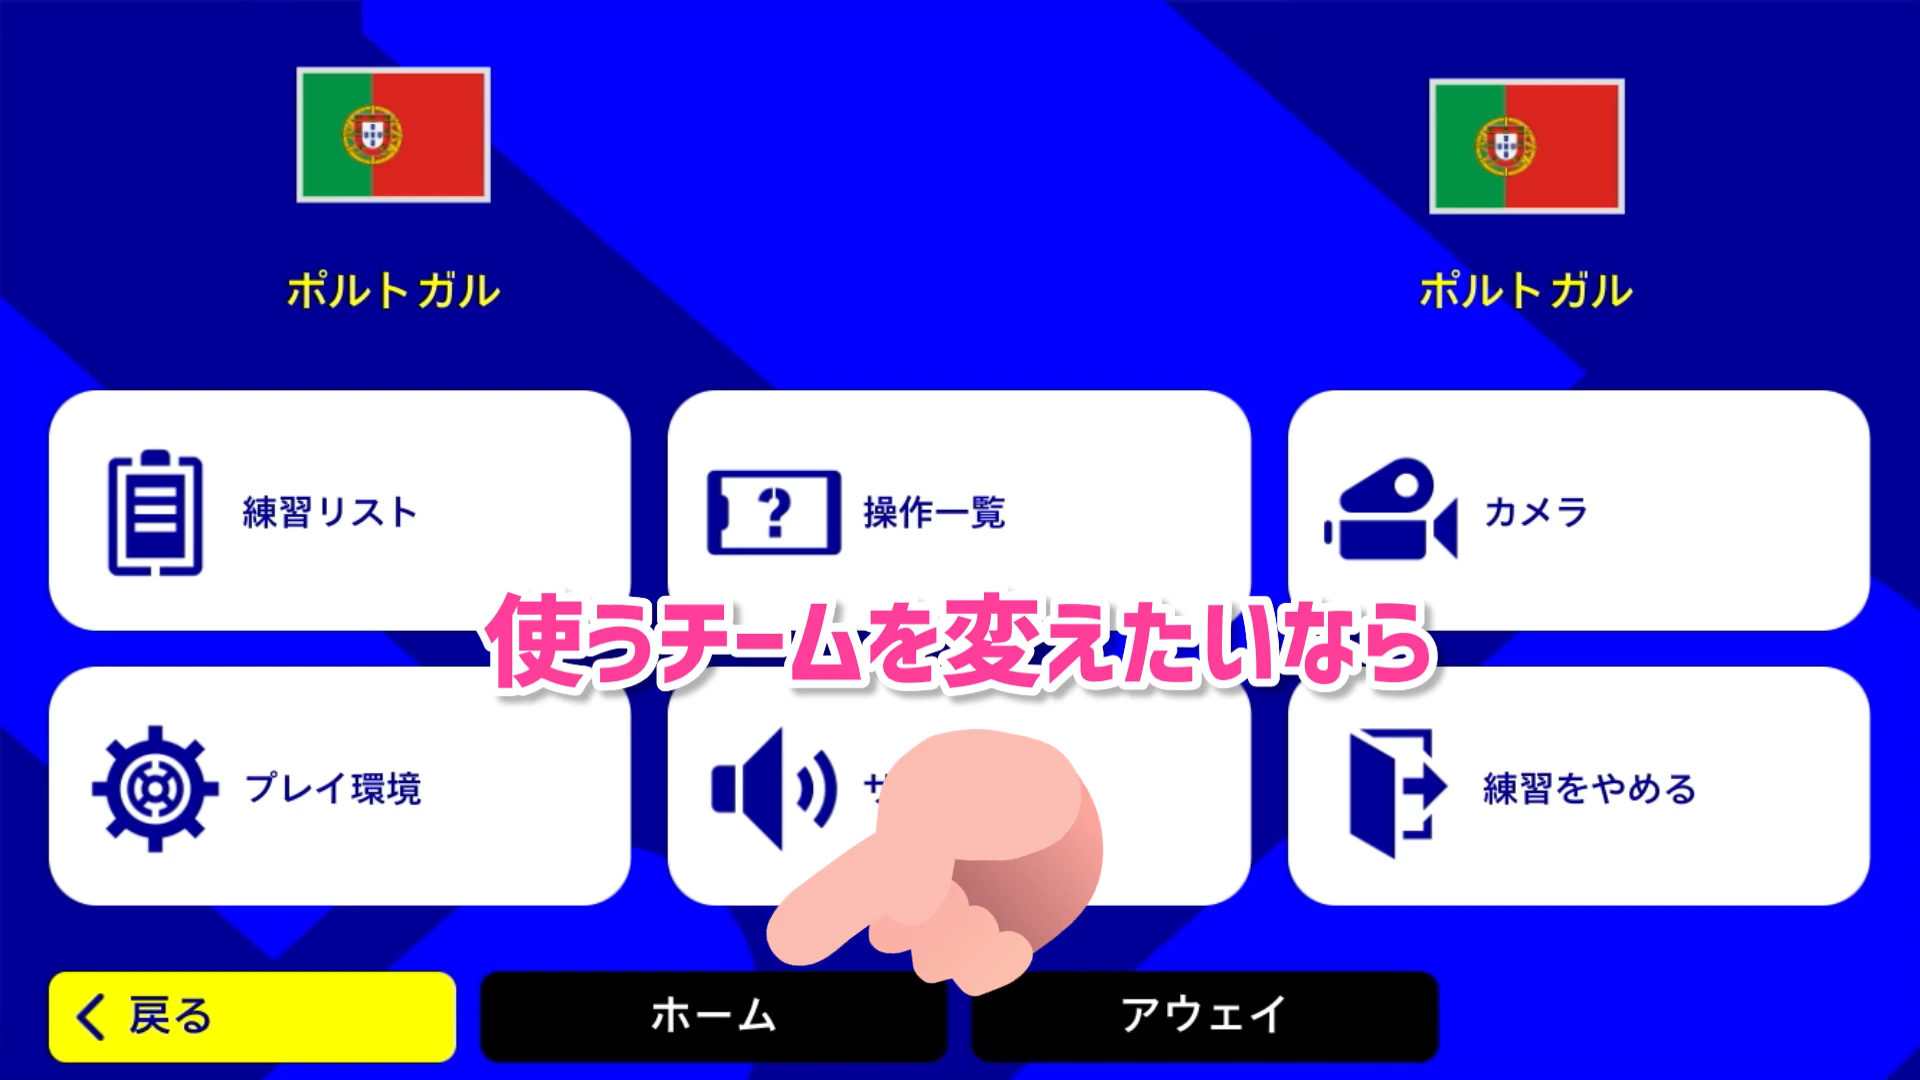 ポルトガル
ポルトガル
練習リスト
操作一覧
カメラ
使うチームを変えたいなら
プレイ環境
練習をやめる
戻る
ホーム
アウェイ